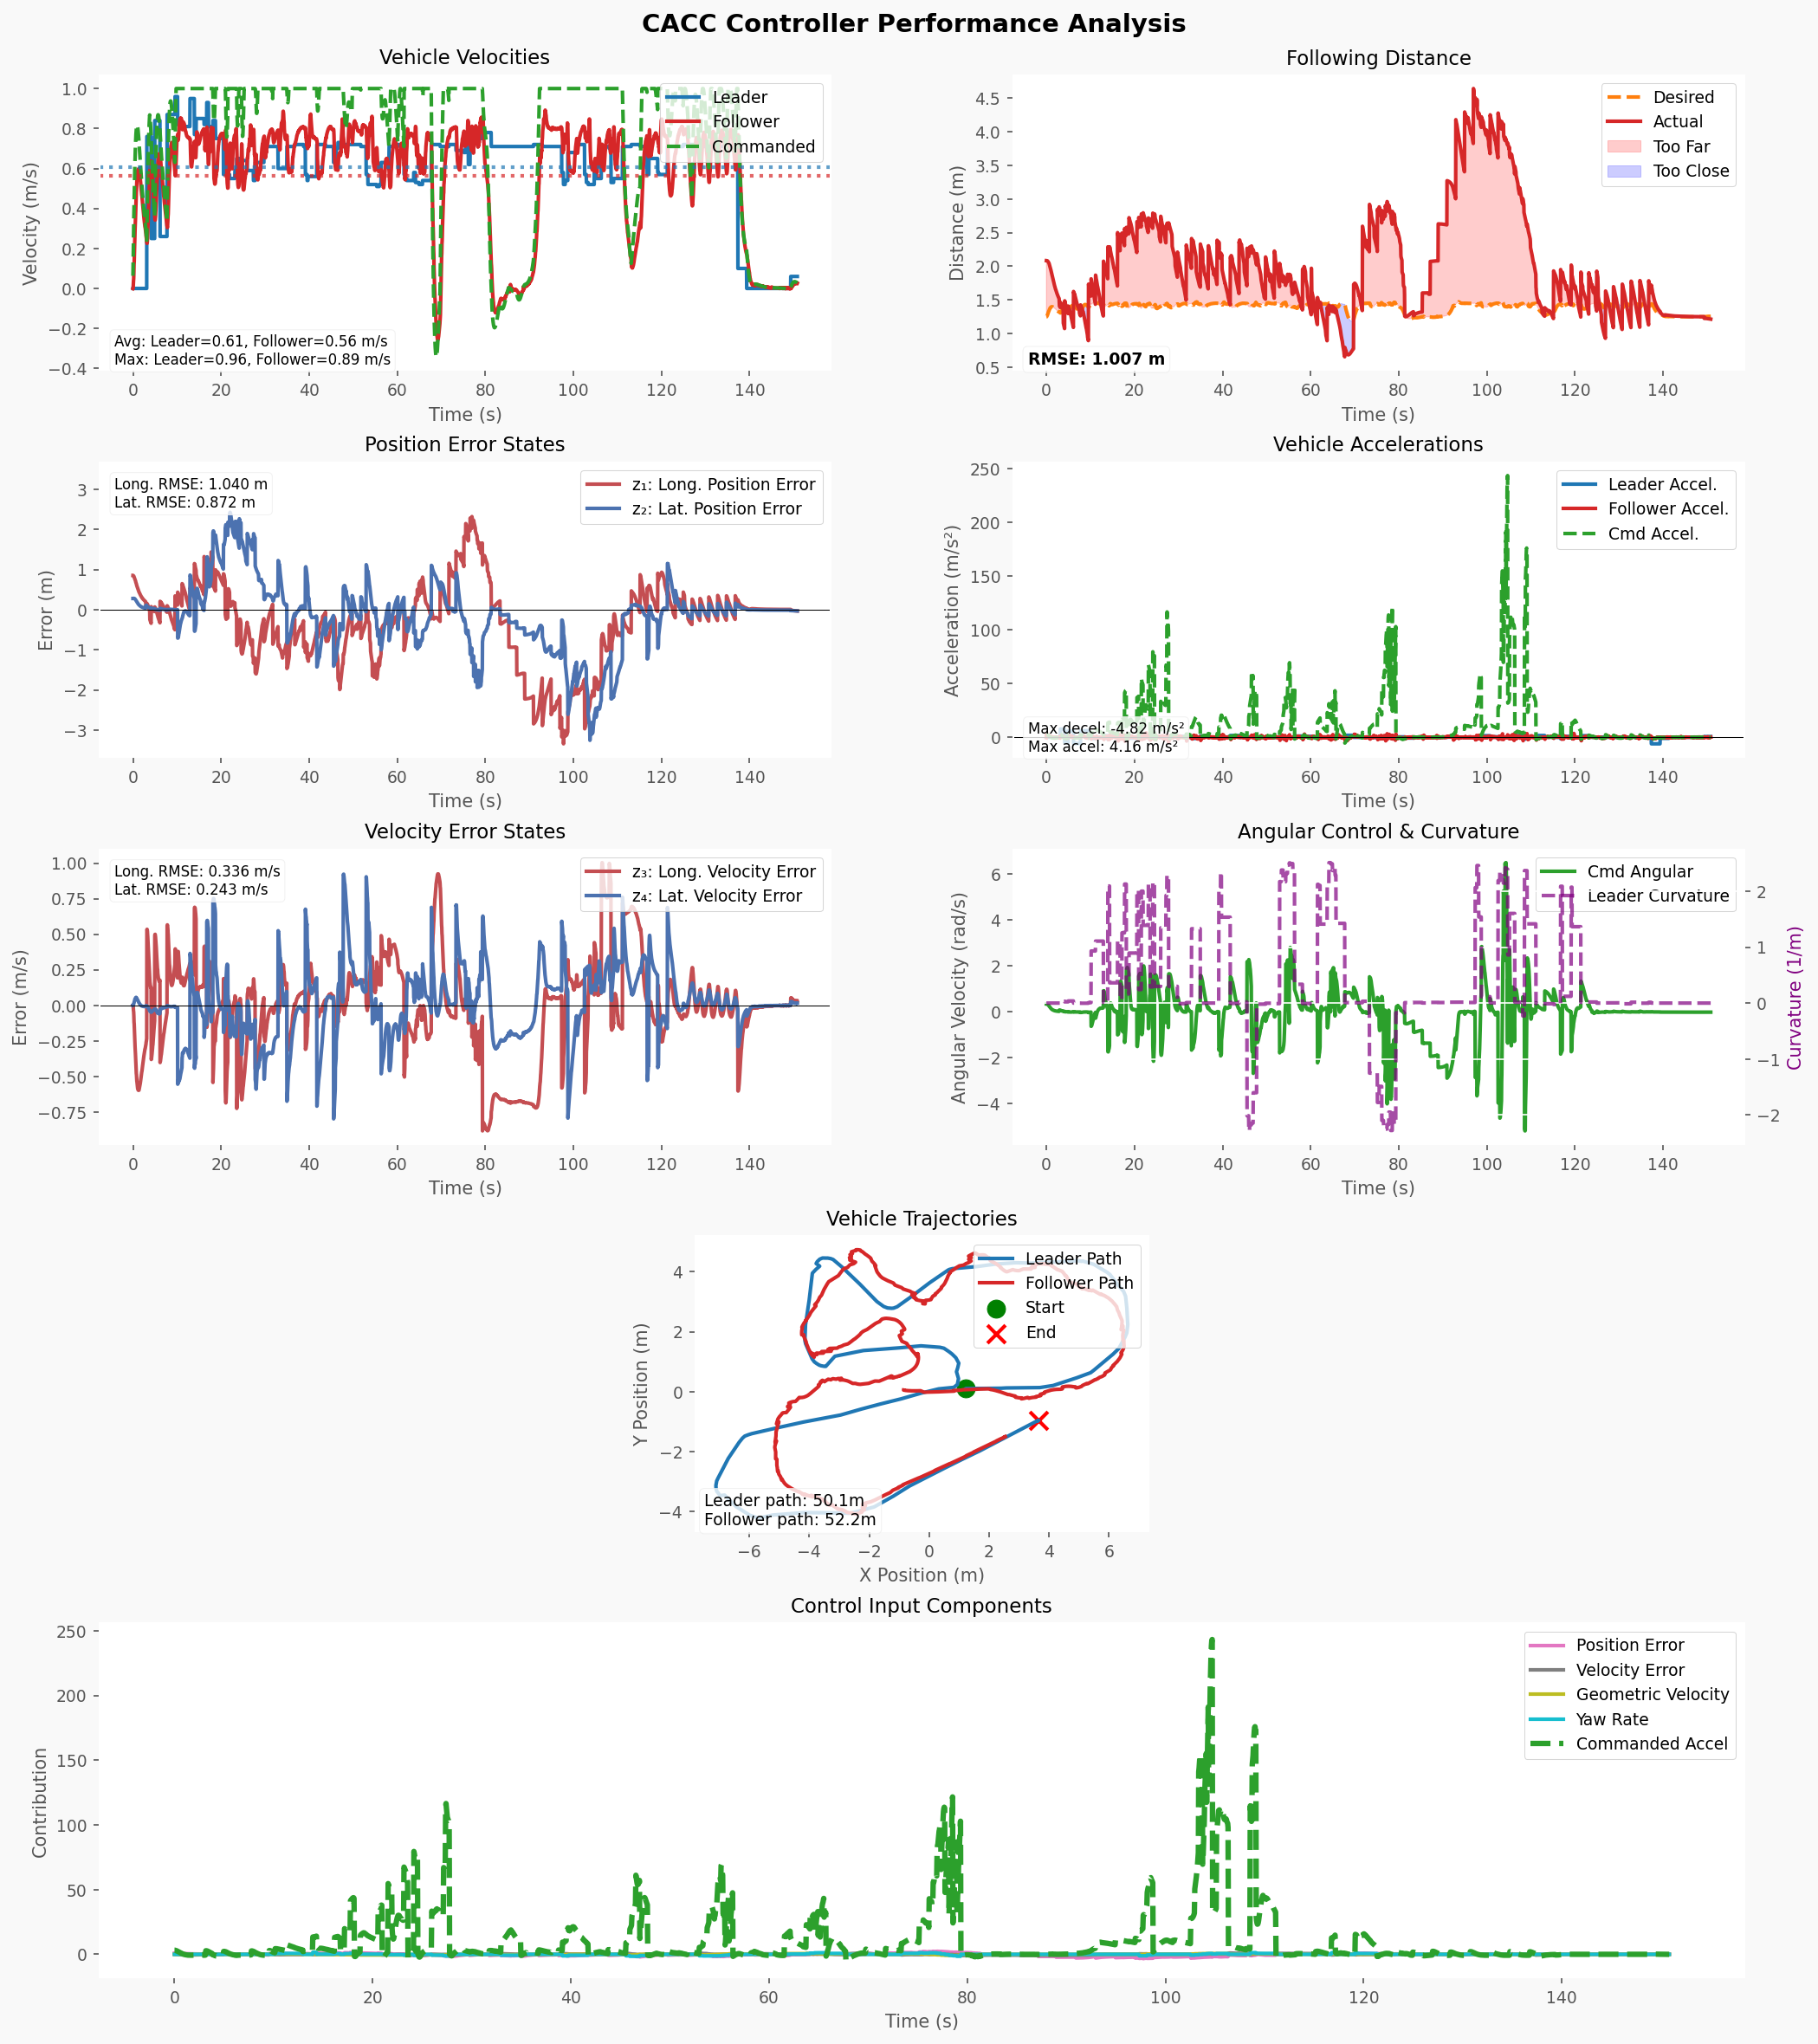 CACC Controller Performance Analysis
Vehicle Velocities
Velocity (m/s)
1.0
0.8
0.6
0.4
0.2
0.0
−0.2
−0.4
Leader
Follower
Commanded
Avg: Leader=0.61, Follower=0.56 m/s
Max: Leader=0.96, Follower=0.89 m/s
0 20 40 60 80 100 120 140
Time (s)
Following Distance
Distance (m)
4.5
4.0
3.5
3.0
2.5
2.0
1.5
1.0
0.5
Desired
Actual
Too Far
Too Close
RMSE: 1.007 m
0 20 40 60 80 100 120 140
Time (s)
Position Error States
Error (m)
3
2
1
0
−1
−2
−3
Long. RMSE: 1.040 m
Lat. RMSE: 0.872 m
z₁: Long. Position Error
z₂: Lat. Position Error
0 20 40 60 80 100 120 140
Time (s)
Vehicle Accelerations
Acceleration (m/s²)
250
200
150
100
50
0
Leader Accel.
Follower Accel.
Cmd Accel.
Max decel: -4.82 m/s²
Max accel: 4.16 m/s²
0 20 40 60 80 100 120 140
Time (s)
Velocity Error States
Error (m/s)
1.00
0.75
0.50
0.25
0.00
−0.25
−0.50
−0.75
Long. RMSE: 0.336 m/s
Lat. RMSE: 0.243 m/s
z₃: Long. Velocity Error
z₄: Lat. Velocity Error
0 20 40 60 80 100 120 140
Time (s)
Angular Control & Curvature
Angular Velocity (rad/s)
6
4
2
0
−2
−4
Cmd Angular
Leader Curvature
2
1
0
−1
−2
Curvature (1/m)
0 20 40 60 80 100 120 140
Time (s)
Vehicle Trajectories
Y Position (m)
4
2
0
−2
−4
Leader Path
Follower Path
Start
End
Leader path: 50.1m
Follower path: 52.2m
−6 −4 −2 0 2 4 6
X Position (m)
Control Input Components
Contribution
250
200
150
100
50
0
Position Error
Velocity Error
Geometric Velocity
Yaw Rate
Commanded Accel
0 20 40 60 80 100 120 140
Time (s)